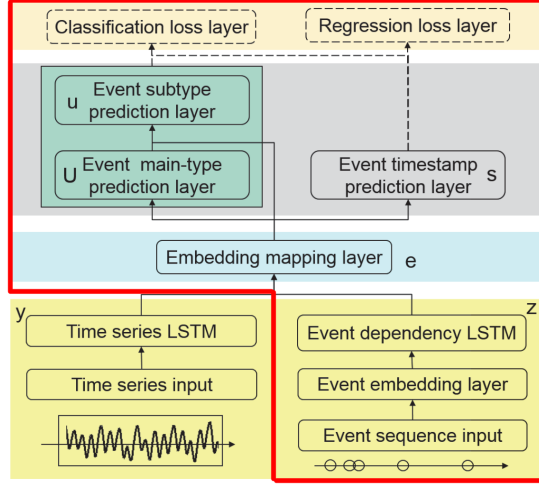 Classification loss layer
Regression loss layer
u
Event subtype
prediction layer
U
Event main-type
prediction layer
Event timestamp
prediction layer
s
Embedding mapping layer
e
y
z
Time series LSTM
Event dependency LSTM
Time series input
Event embedding layer
Event sequence input